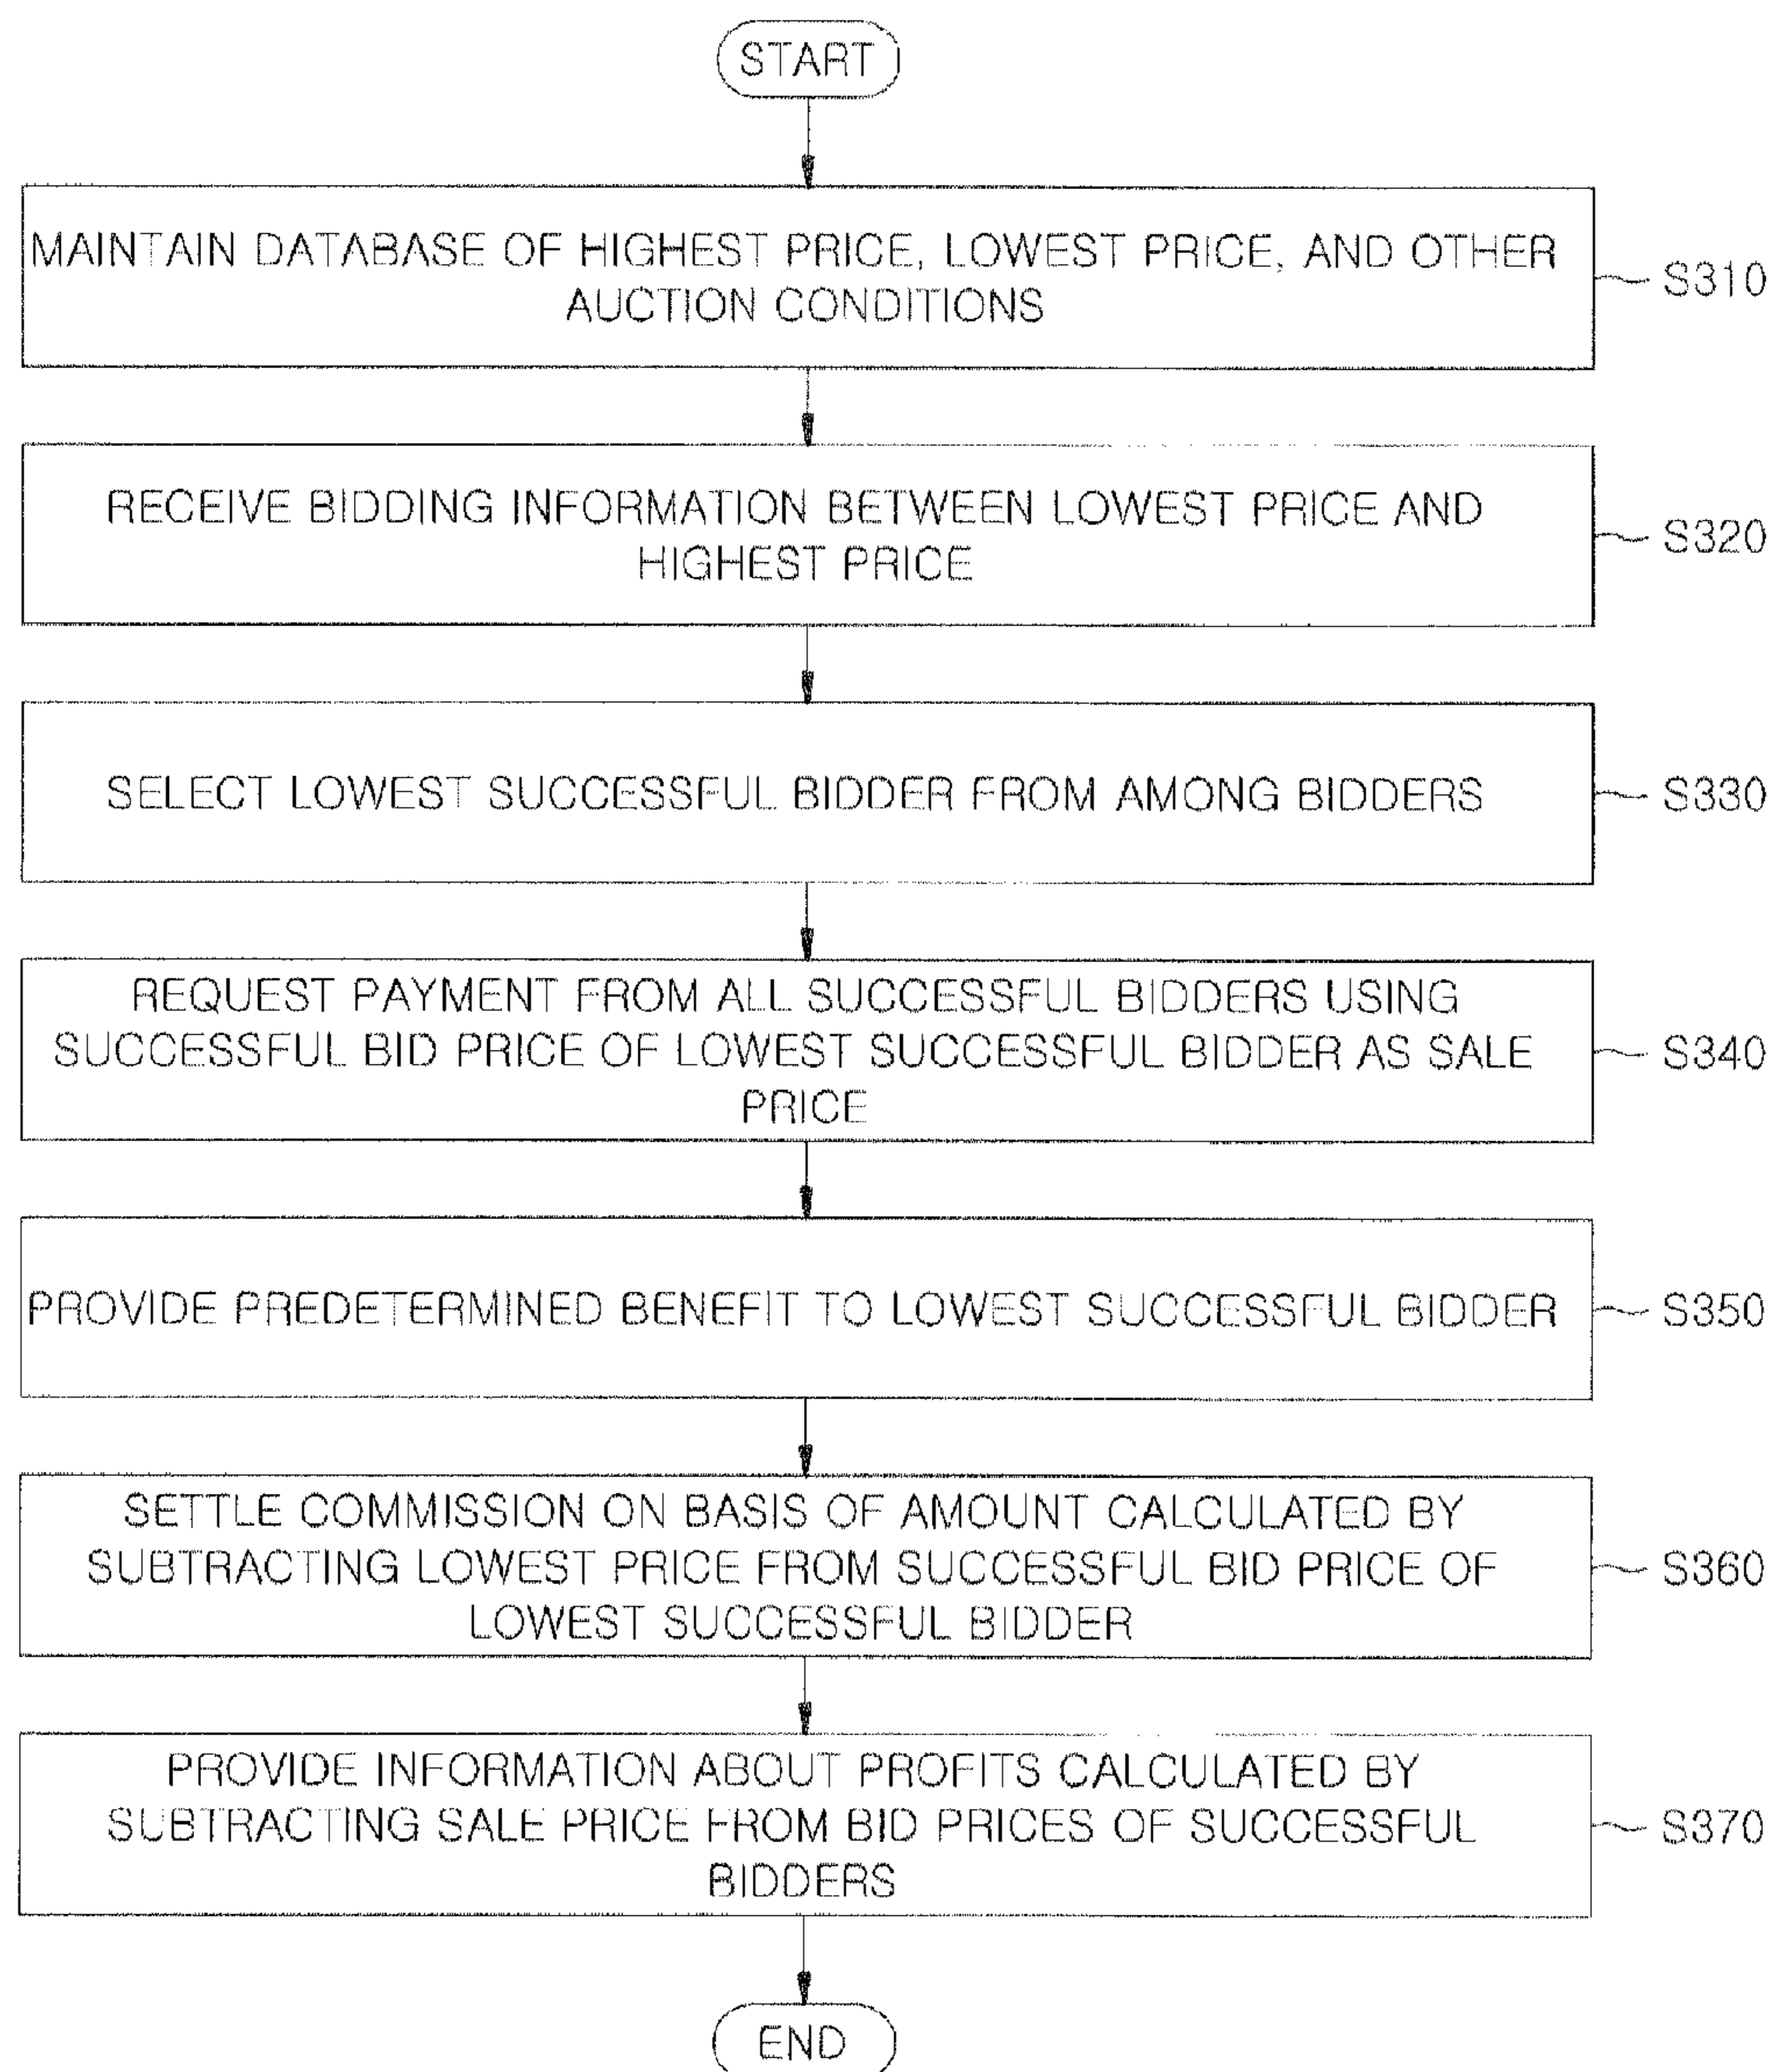 START
MAINTAIN DATABASE OF HIGHEST PRICE, LOWEST PRICE, AND OTHER
AUCTION CONDITIONS
S310
RECEIVE BIDDING INFORMATION BETWEEN LOWEST PRICE AND
HIGHEST PRICE
S320
SELECT LOWEST SUCCESSFUL BIDDER FROM AMONG BIDDERS
S330
REQUEST PAYMENT FROM ALL SUCCESSFUL BIDDERS USING
SUCCESSFUL BID PRICE OF LOWEST SUCCESSFUL BIDDER AS SALE
PRICE
S340
PROVIDE PREDETERMINED BENEFIT TO LOWEST SUCCESSFUL BIDDER
S350
SETTLE COMMISSION ON BASIS OF AMOUNT CALCULATED BY
SUBTRACTING LOWEST PRICE FROM SUCCESSFUL BID PRICE OF
LOWEST SUCCESSFUL BIDDER
S360
PROVIDE INFORMATION ABOUT PROFITS CALCULATED BY
SUBTRACTING SALE PRICE FROM BID PRICES OF SUCCESSFUL
BIDDERS
S370
END